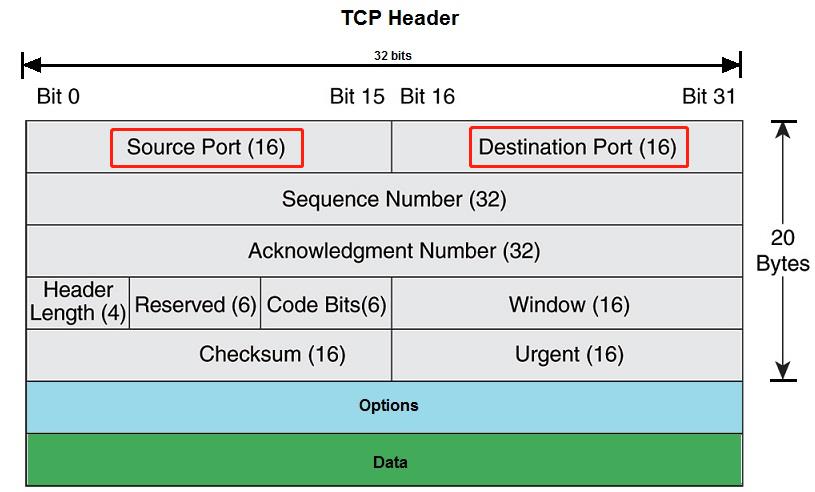 TCP Header
32 bits
Bit 0 Bit 15 Bit 16 Bit 31
Source Port (16) Destination Port (16)
Sequence Number (32)
Acknowledgment Number (32)
20
Bytes
Header
Length (4) Reserved (6) Code Bits(6) Window (16)
Checksum (16) Urgent (16)
Options
Data